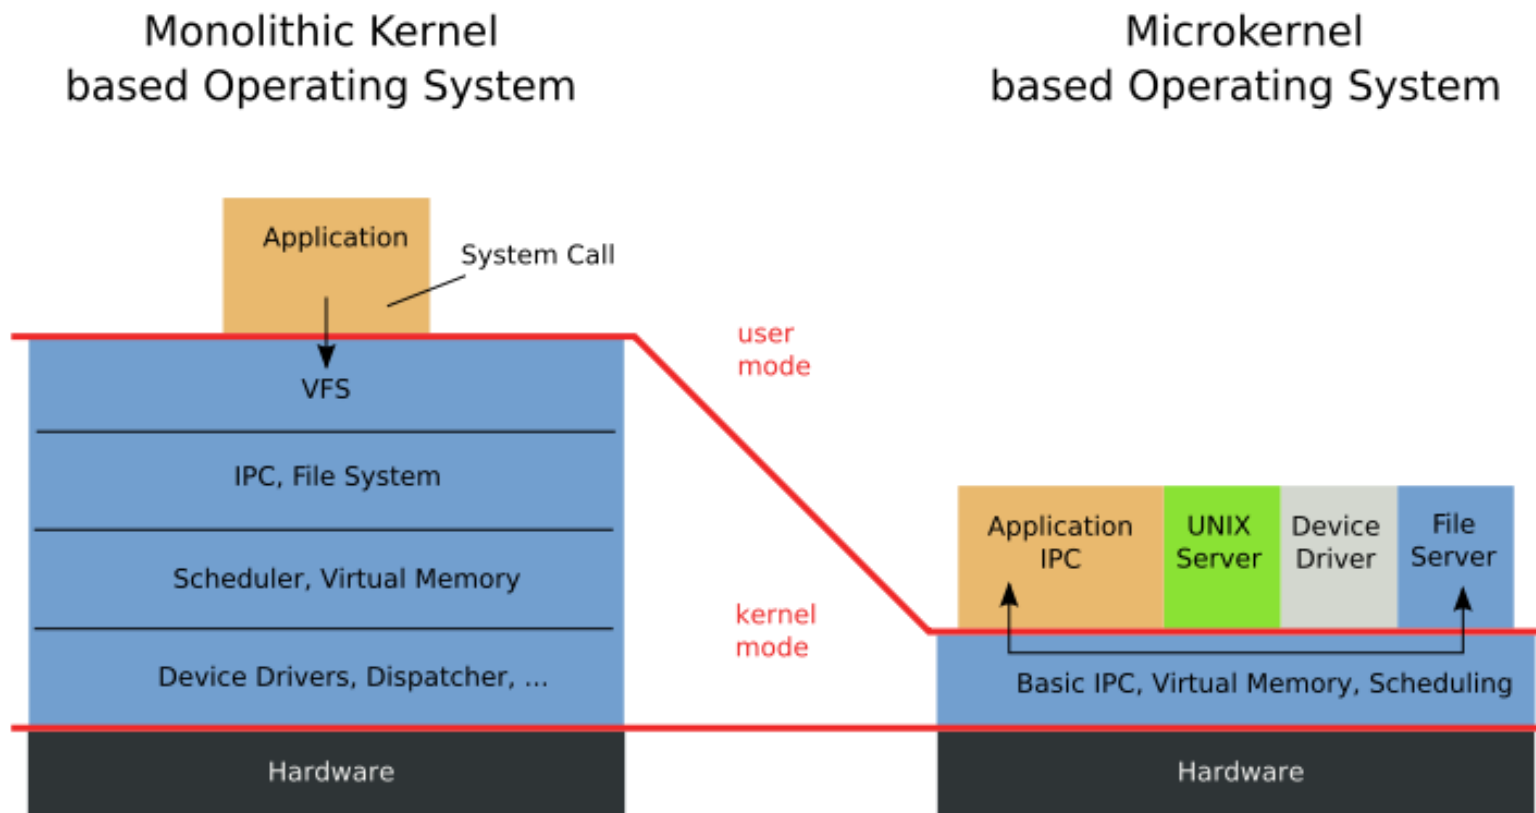 Monolithic Kernel
based Operating System
Microkernel
based Operating System
Application
System Call
user
mode
VFS
IPC, File System
Scheduler, Virtual Memory
Device Drivers, Dispatcher, ...
Hardware
kernel
mode
Application
IPC
UNIX
Server
Device
Driver
File
Server
Basic IPC, Virtual Memory, Scheduling
Hardware